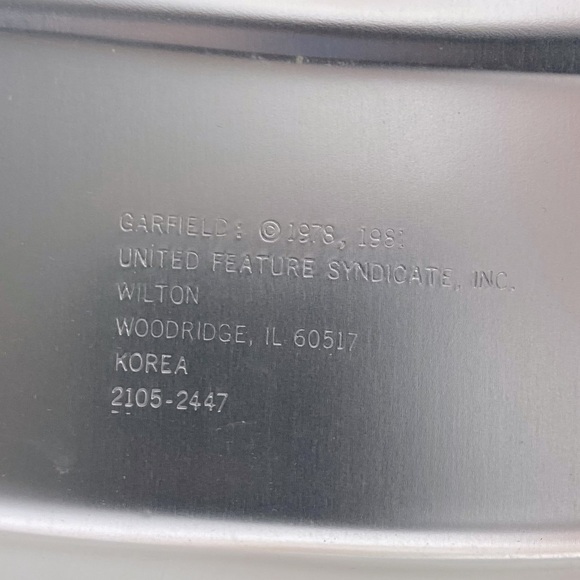 GARFIELD: © 1978, 1981
UNITED FEATURE SYNDICATE, INC.
WILTON
WOODRIDGE, IL 60517
KOREA
2105-2447